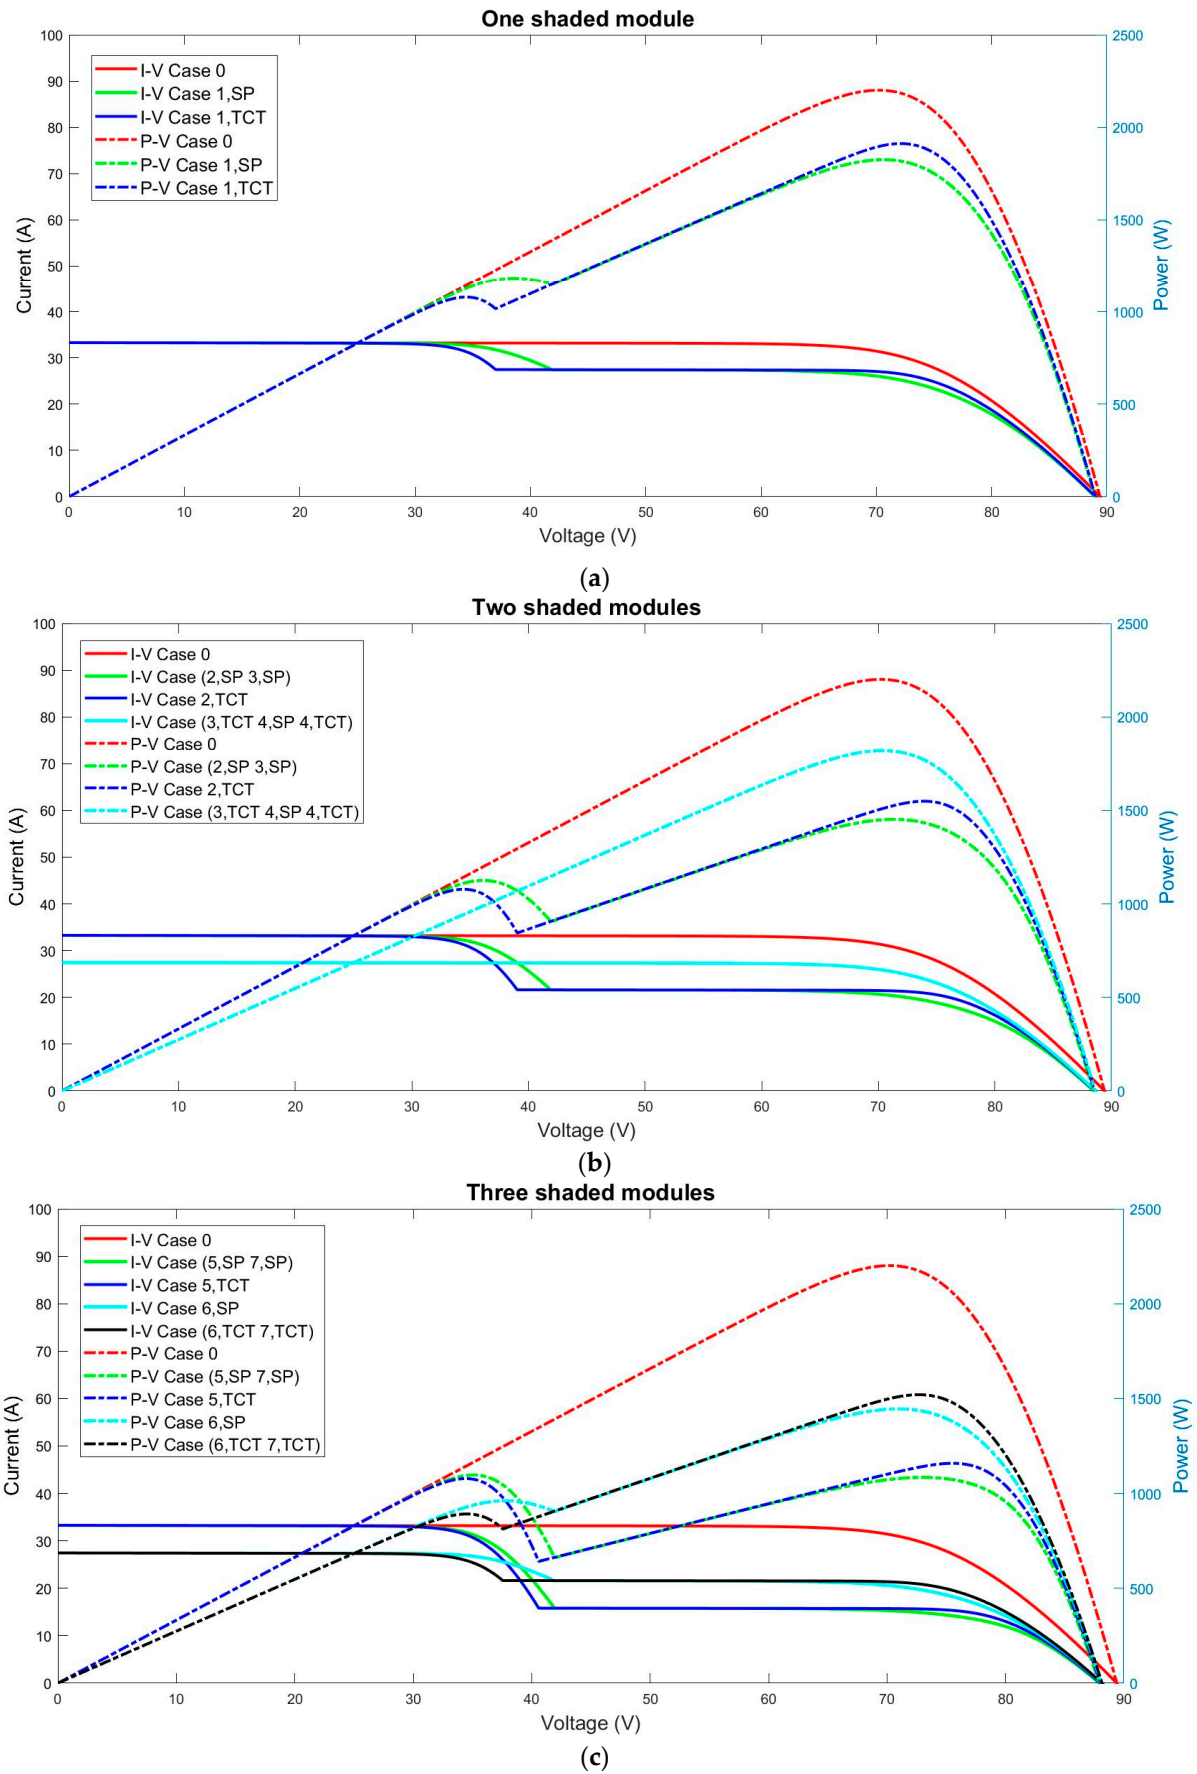 One shaded module
100
90
80
70
60
50
40
30
20
10
0
Current (A)
I-V Case 0
I-V Case 1,SP
I-V Case 1,TCT
P-V Case 0
P-V Case 1,SP
P-V Case 1,TCT
2500
2000
1500
1000
500
0
Power (W)
0 10 20 30 40 50 60 70 80 90
Voltage (V)
(a)
Two shaded modules
100
90
80
70
60
50
40
30
20
10
0
Current (A)
I-V Case 0
I-V Case (2,SP 3,SP)
I-V Case 2,TCT
I-V Case (3,TCT 4,SP 4,TCT)
P-V Case 0
P-V Case (2,SP 3,SP)
P-V Case 2,TCT
P-V Case (3,TCT 4,SP 4,TCT)
2500
2000
1500
1000
500
0
Power (W)
0 10 20 30 40 50 60 70 80 90
Voltage (V)
(b)
Three shaded modules
100
90
80
70
60
50
40
30
20
10
0
Current (A)
I-V Case 0
I-V Case (5,SP 7,SP)
I-V Case 5,TCT
I-V Case 6,SP
I-V Case (6,TCT 7,TCT)
P-V Case 0
P-V Case (5,SP 7,SP)
P-V Case 5,TCT
P-V Case 6,SP
P-V Case (6,TCT 7,TCT)
2500
2000
1500
1000
500
0
Power (W)
0 10 20 30 40 50 60 70 80 90
Voltage (V)
(c)